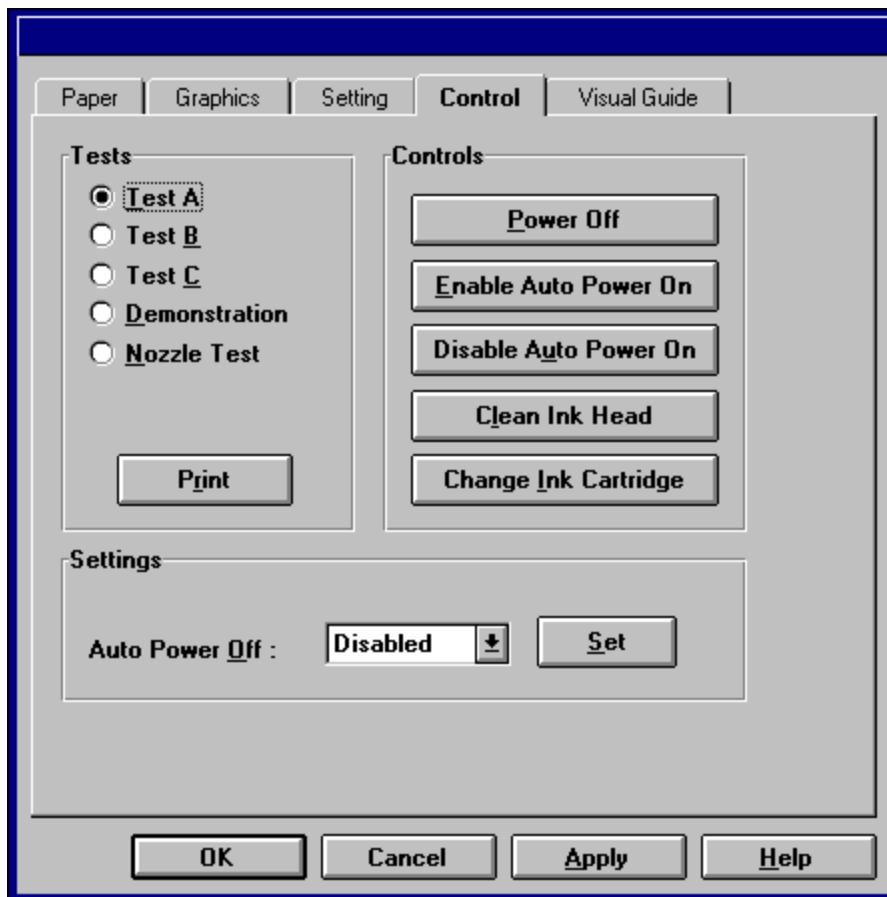 Paper Graphics Setting Control Visual Guide
Tests
Test A
Test B
Test C
Demonstration
Nozzle Test
Print
Controls
Power Off
Enable Auto Power On
Disable Auto Power On
Clean Ink Head
Change Ink Cartridge
Settings
Auto Power Off : Disabled Set
OK Cancel Apply Help